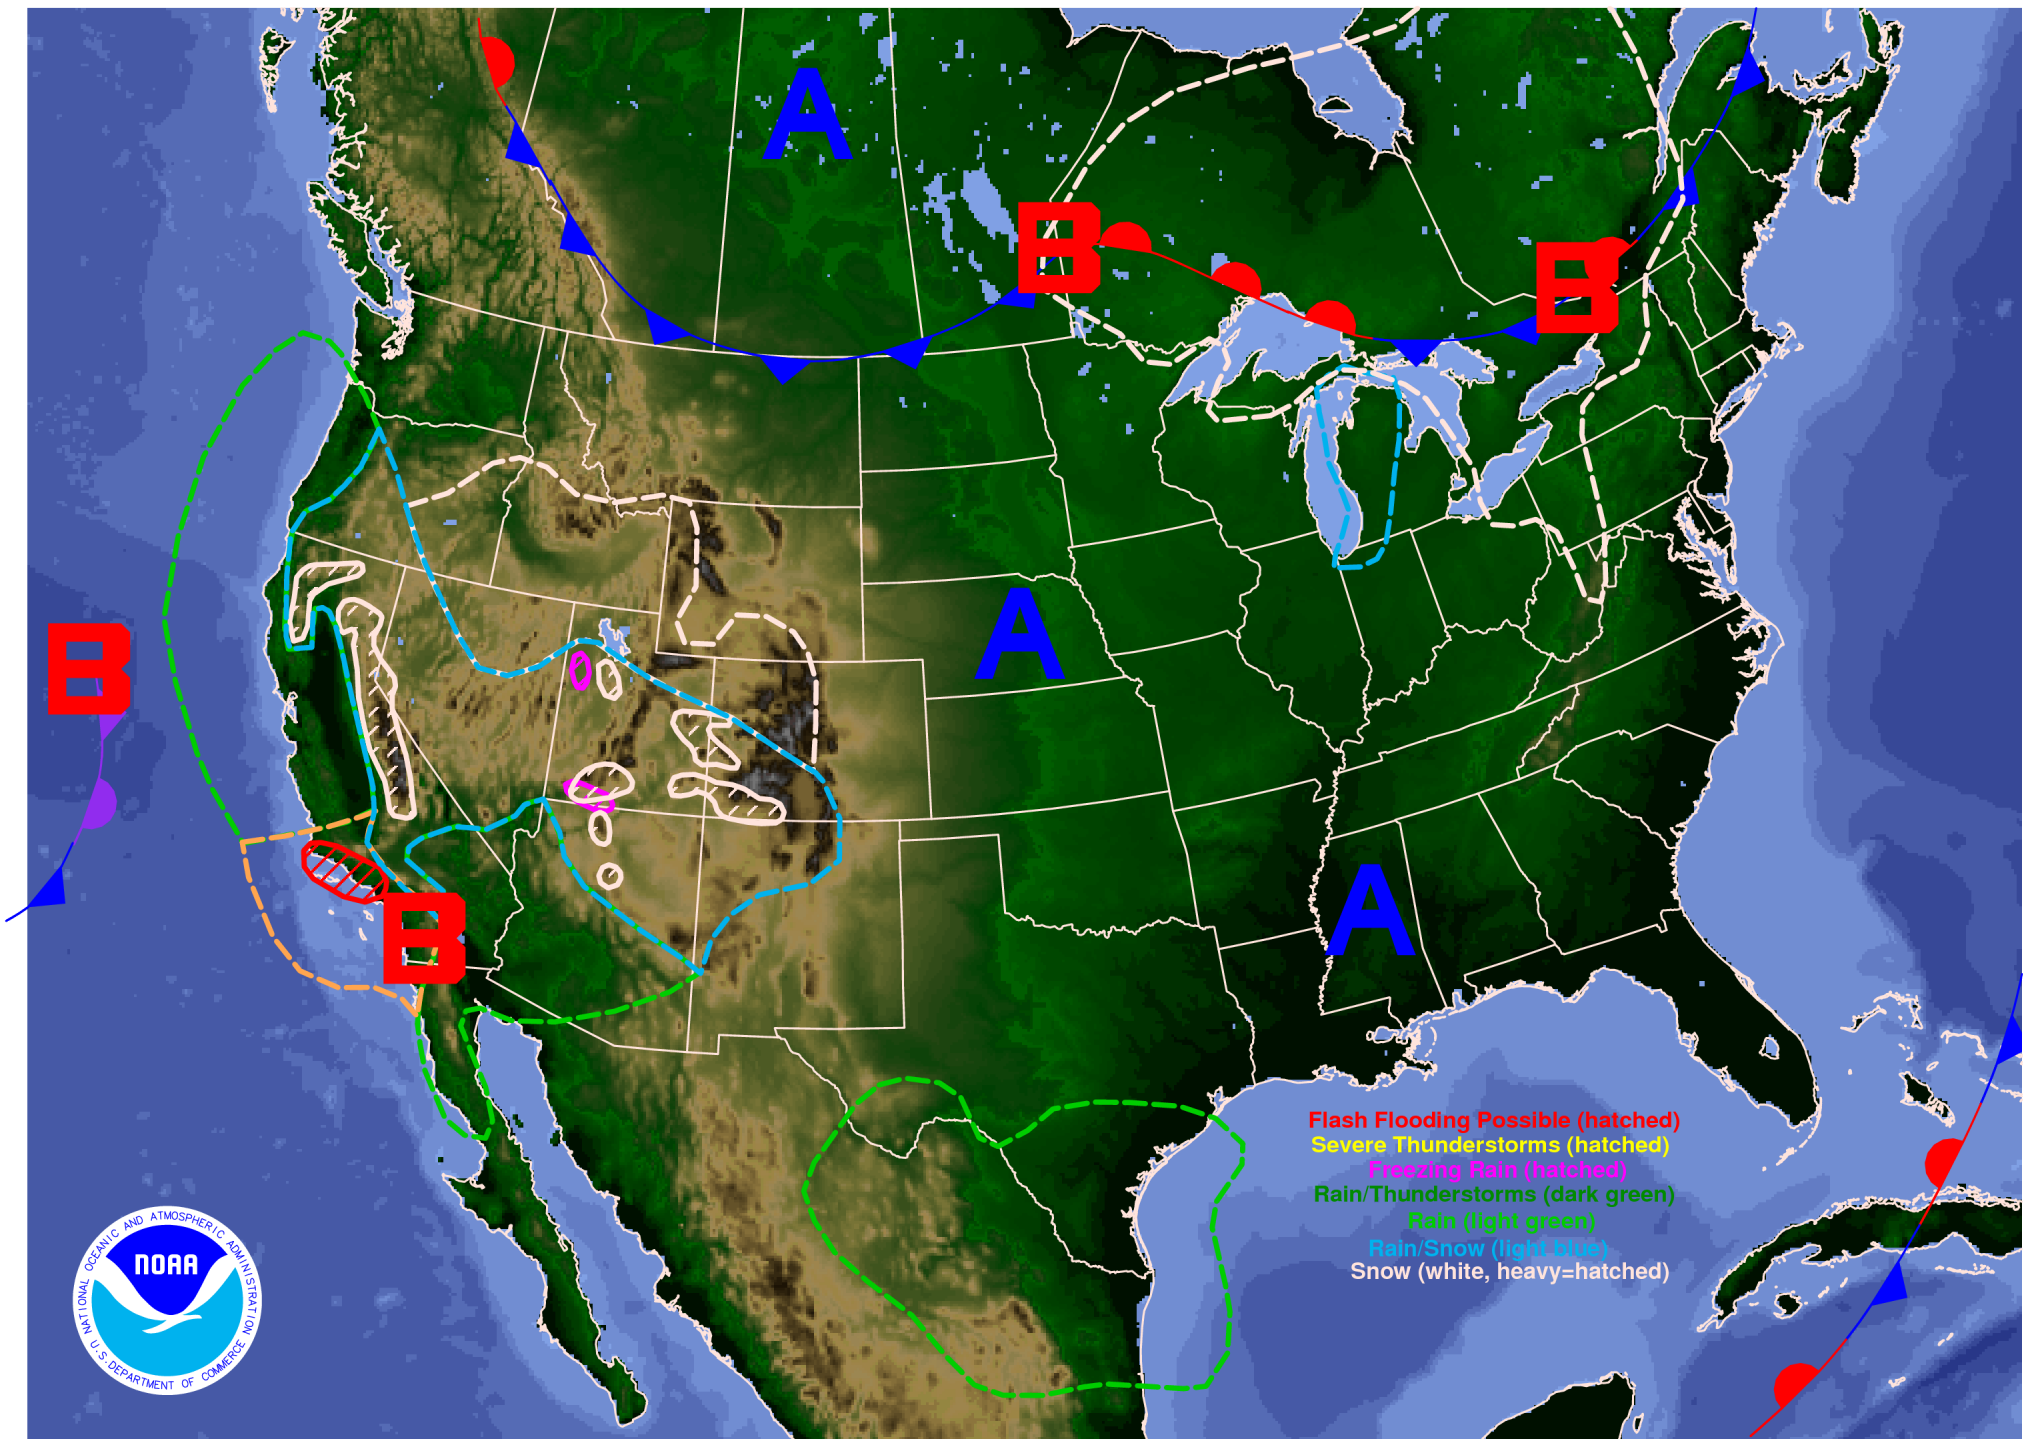 A
B
B
A
B
A
B
Flash Flooding Possible (hatched)
Severe Thunderstorms (hatched)
Freezing Rain (hatched)
Rain/Thunderstorms (dark green)
Rain (light green)
Rain/Snow (light blue)
Snow (white, heavy=hatched)
NATIONAL OCEANIC AND ATMOSPHERIC ADMINISTRATION
NOAA
U.S. DEPARTMENT OF COMMERCE